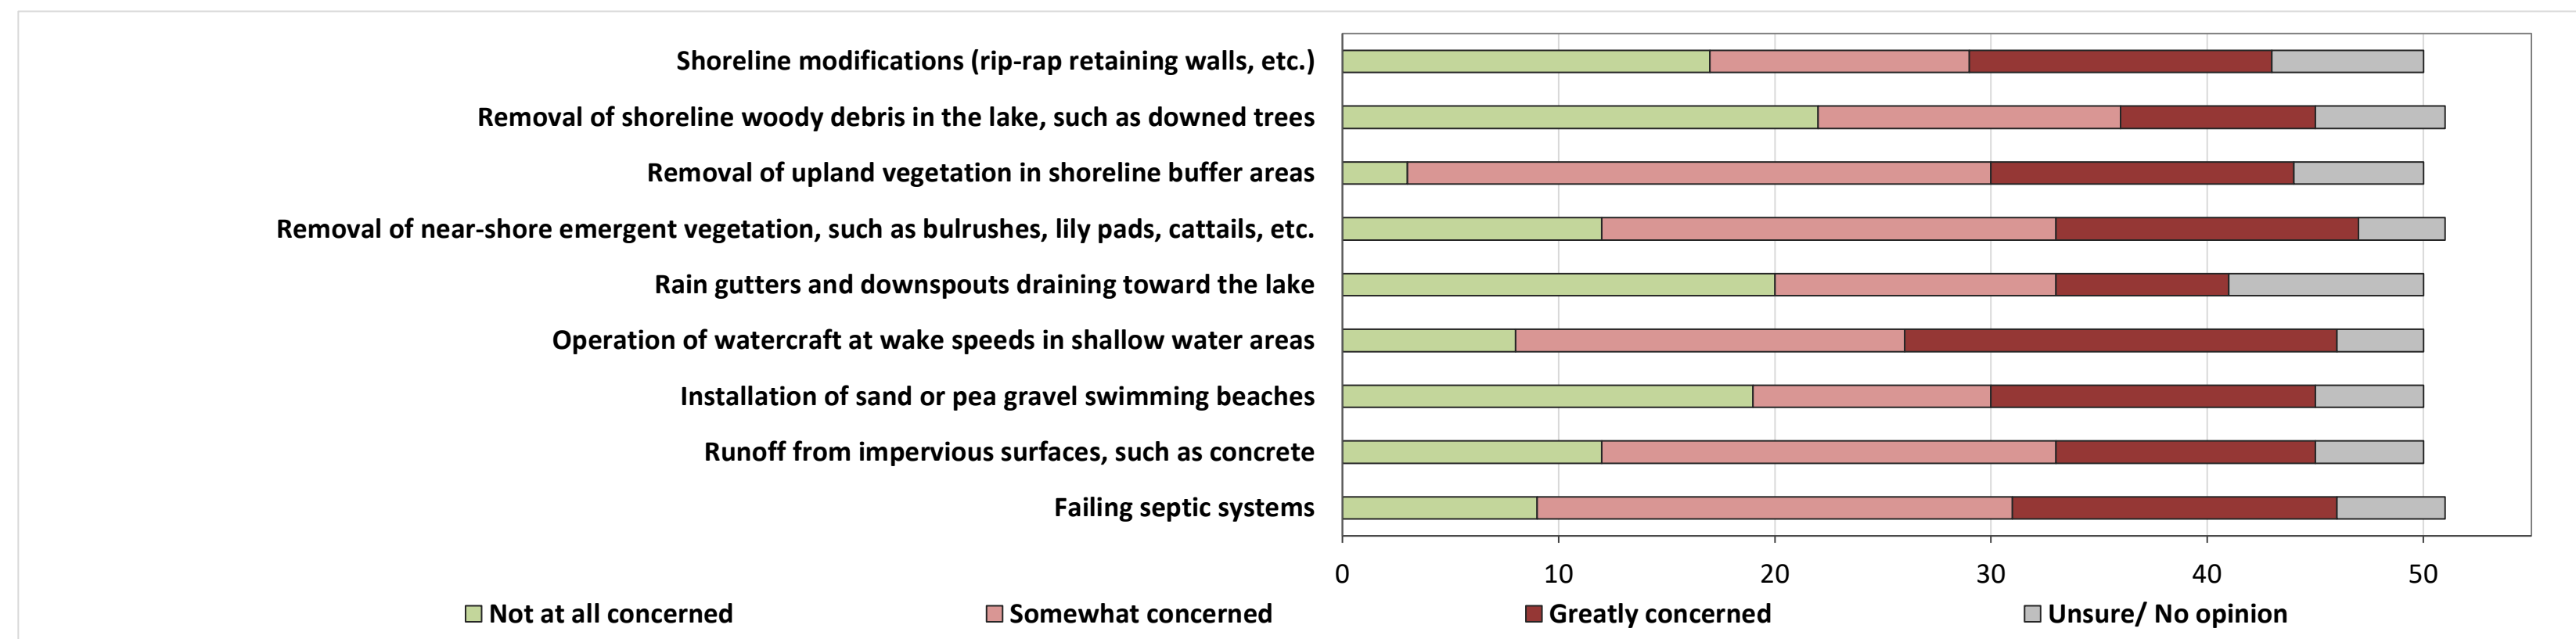 Shoreline modifications (rip-rap retaining walls, etc.)
Removal of shoreline woody debris in the lake, such as downed trees
Removal of upland vegetation in shoreline buffer areas
Removal of near-shore emergent vegetation, such as bulrushes, lily pads, cattails, etc.
Rain gutters and downspouts draining toward the lake
Operation of watercraft at wake speeds in shallow water areas
Installation of sand or pea gravel swimming beaches
Runoff from impervious surfaces, such as concrete
Failing septic systems
0 10 20 30 40 50
Not at all concerned Somewhat concerned Greatly concerned Unsure/ No opinion